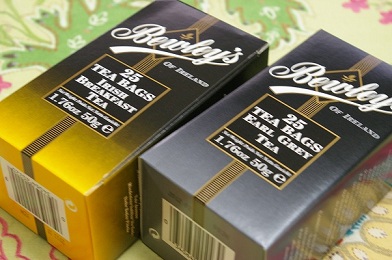 Bewley's
OF IRELAND
25
TEA BAGS
IRISH
BREAKFAST
TEA
1.76oz 50g e
Bewley
OF IRELAND
25
TEA BAGS
EARL GREY
TEA
1.76oz 50g e